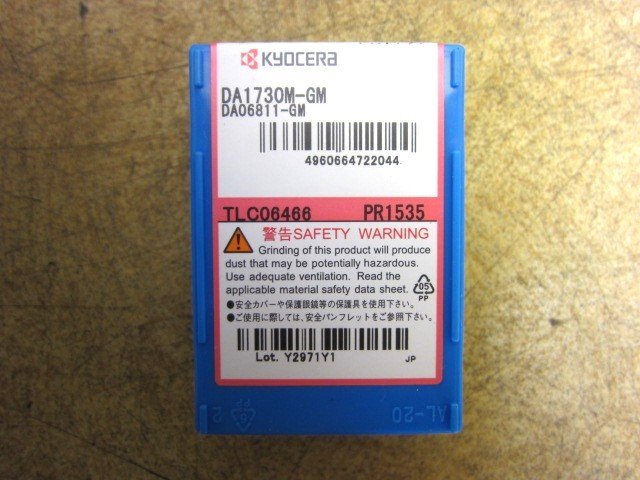 KYOCERA
DA1730M-GM
DA06811-GM
4960664722044
TLC06466 PR1535
警告SAFETY WARNING
Grinding of this product will produce
dust that may be potentially hazardous.
Use adequate ventilation. Read the
applicable material safety data sheet.
05
PP
●安全カバーや保護眼鏡等の保護具を使用下さい。
●ご使用に際しては、安全パンフレットをご参照下さい。
Lot. Y2971Y1 JP
AL-20
PP
2